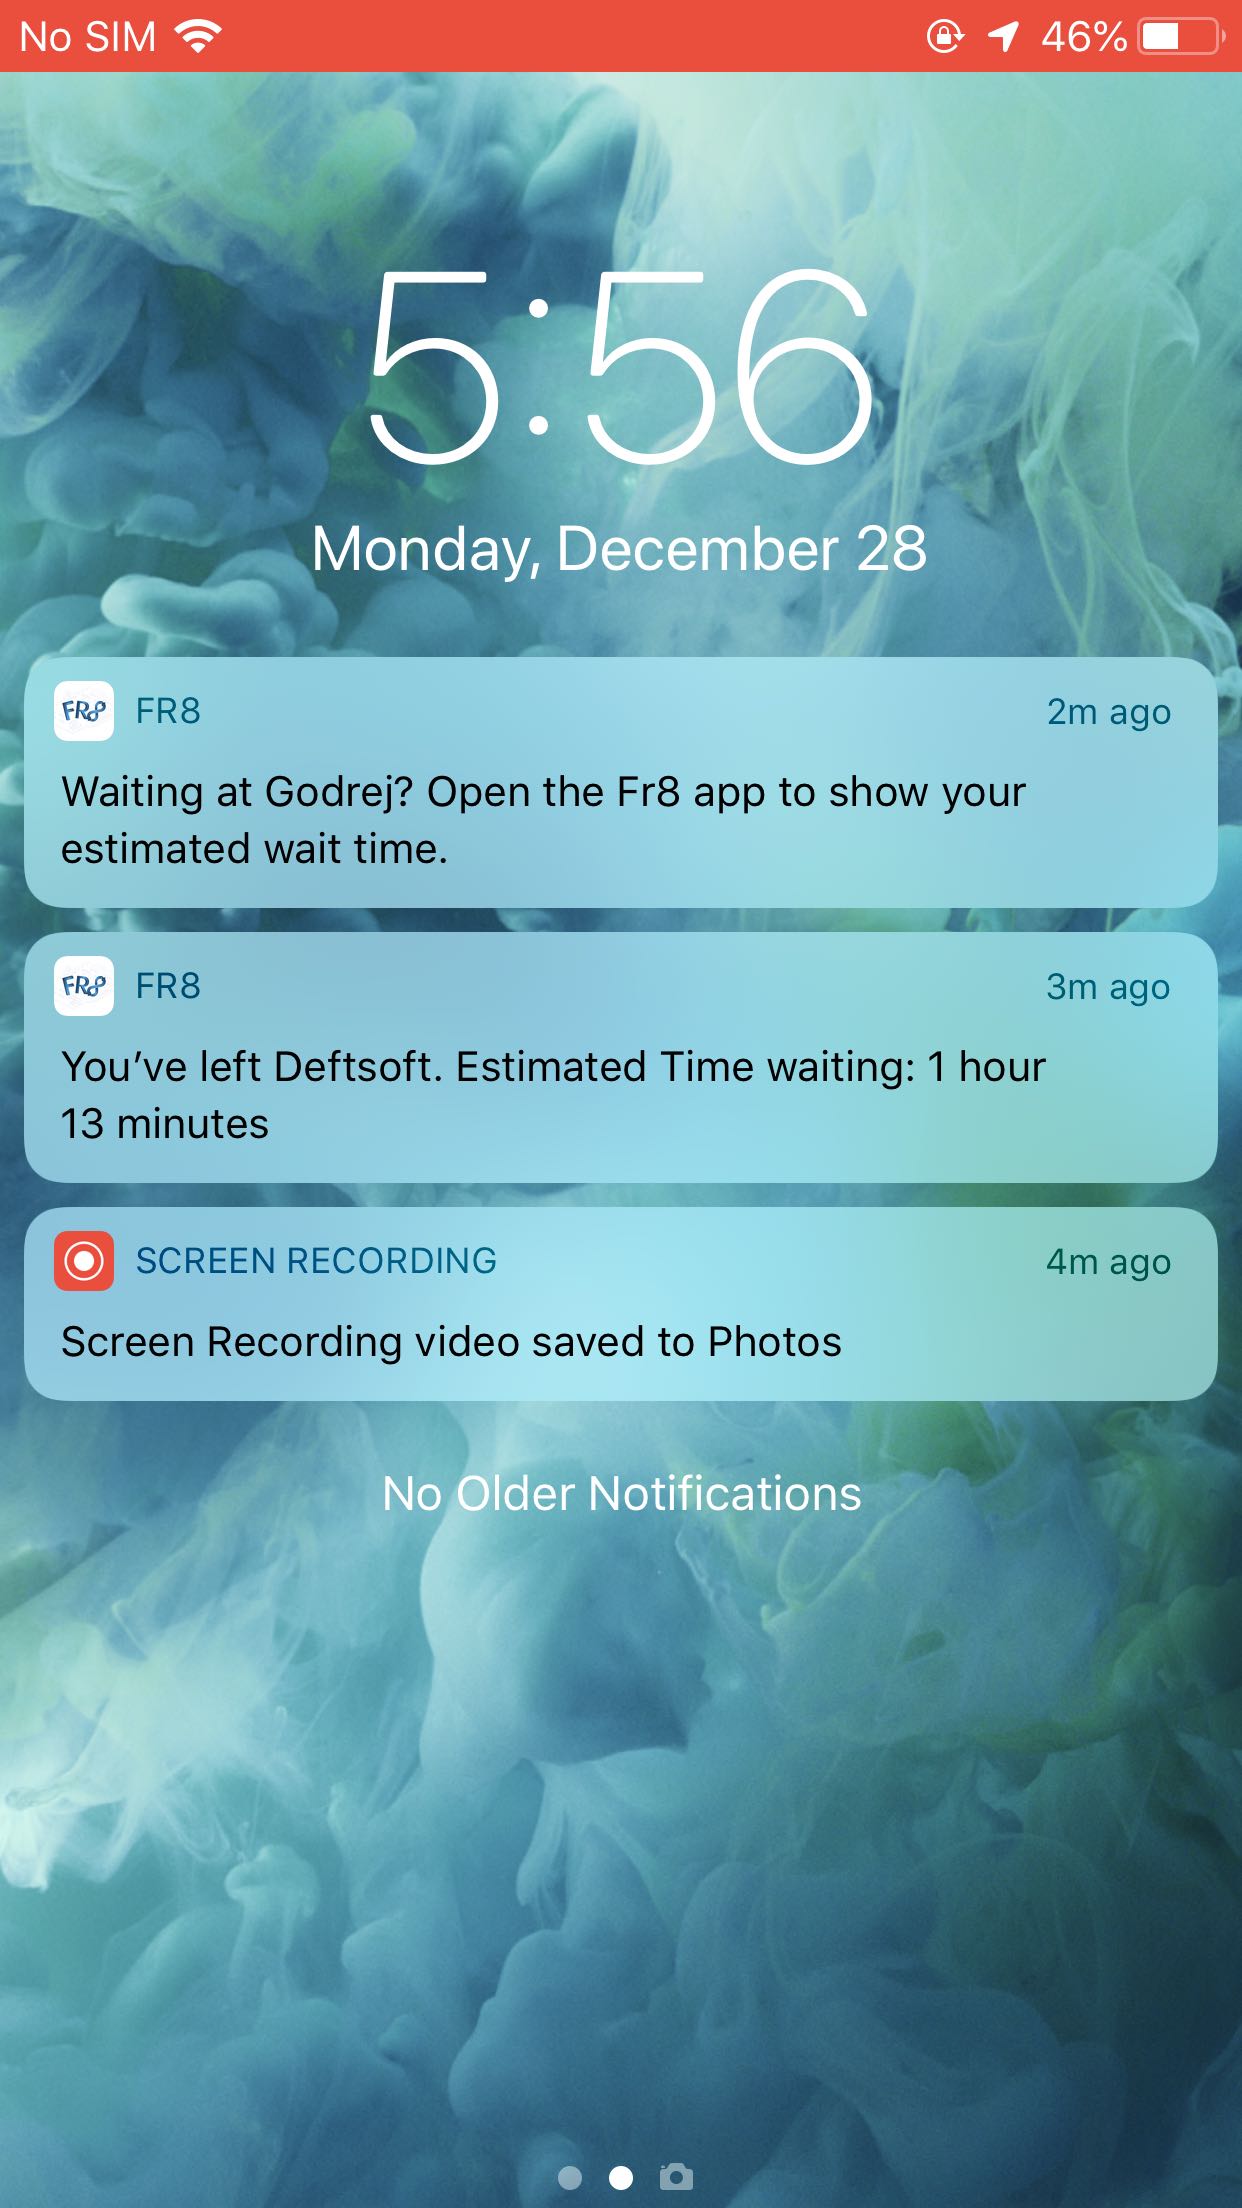 No SIM 46%
5:56
Monday, December 28
FR8 FR8 2m ago
Waiting at Godrej? Open the Fr8 app to show your
estimated wait time.
FR8 FR8 3m ago
You’ve left Deftsoft. Estimated Time waiting: 1 hour
13 minutes
SCREEN RECORDING 4m ago
Screen Recording video saved to Photos
No Older Notifications